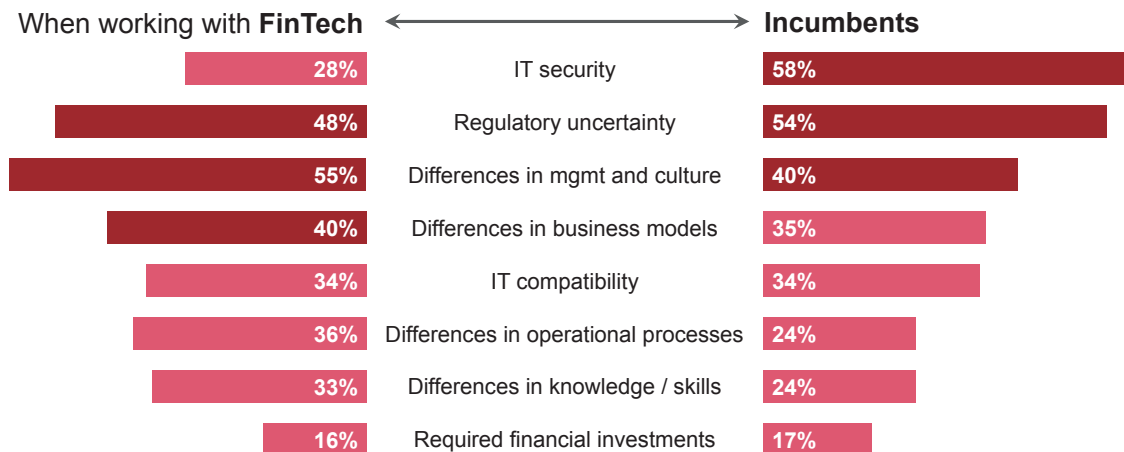 When working with FinTech Incumbents
28% IT security 58%
48% Regulatory uncertainty 54%
55% Differences in mgmt and culture 40%
40% Differences in business models 35%
34% IT compatibility 34%
36% Differences in operational processes 24%
33% Differences in knowledge / skills 24%
16% Required financial investments 17%